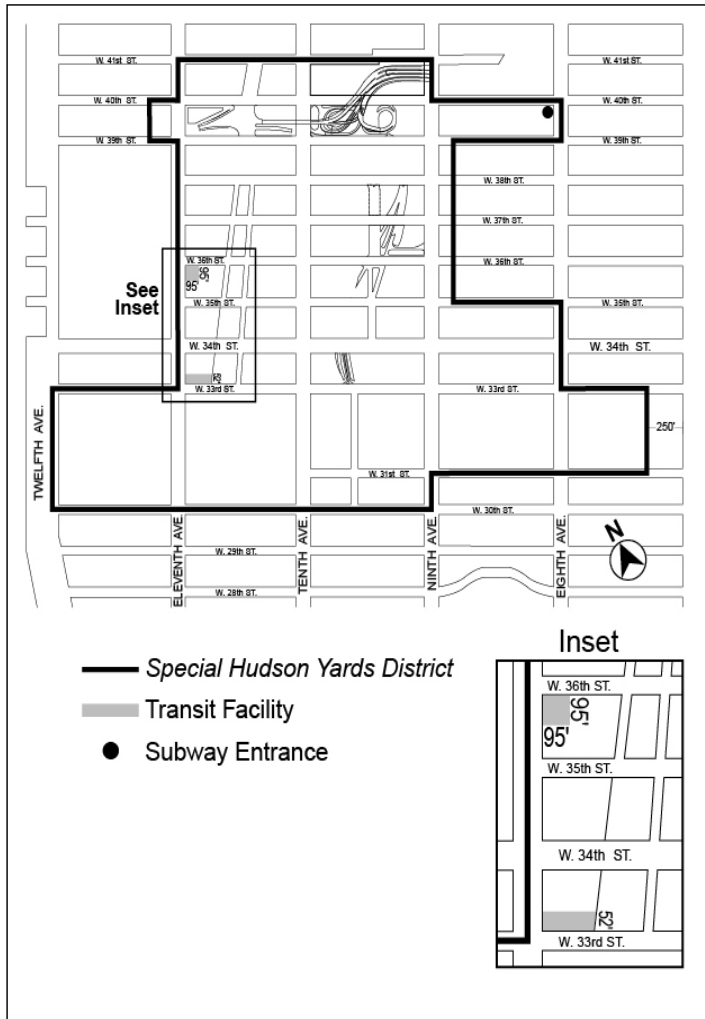 W. 41st ST.
W. 41st ST.
W. 40th ST.
W. 40th ST.
W. 39th ST.
W. 39th ST.
W. 38th ST.
W. 37th ST.
W. 36th ST.
W. 36th ST.
95'
95'
See
Inset
W. 35th ST.
W. 35th ST.
W. 34th ST.
W. 34th ST.
52'
W. 33rd ST.
W. 33rd ST.
250'
TWELFTH AVE.
W. 31st ST.
W. 30th ST.
ELEVENTH AVE.
TENTH AVE.
NINTH AVE.
EIGHTH AVE.
N
W. 29th ST.
W. 28th ST.
Special Hudson Yards District
Transit Facility
Subway Entrance
Inset
W. 36th ST.
95'
95'
W. 35th ST.
W. 34th ST.
52'
W. 33rd ST.